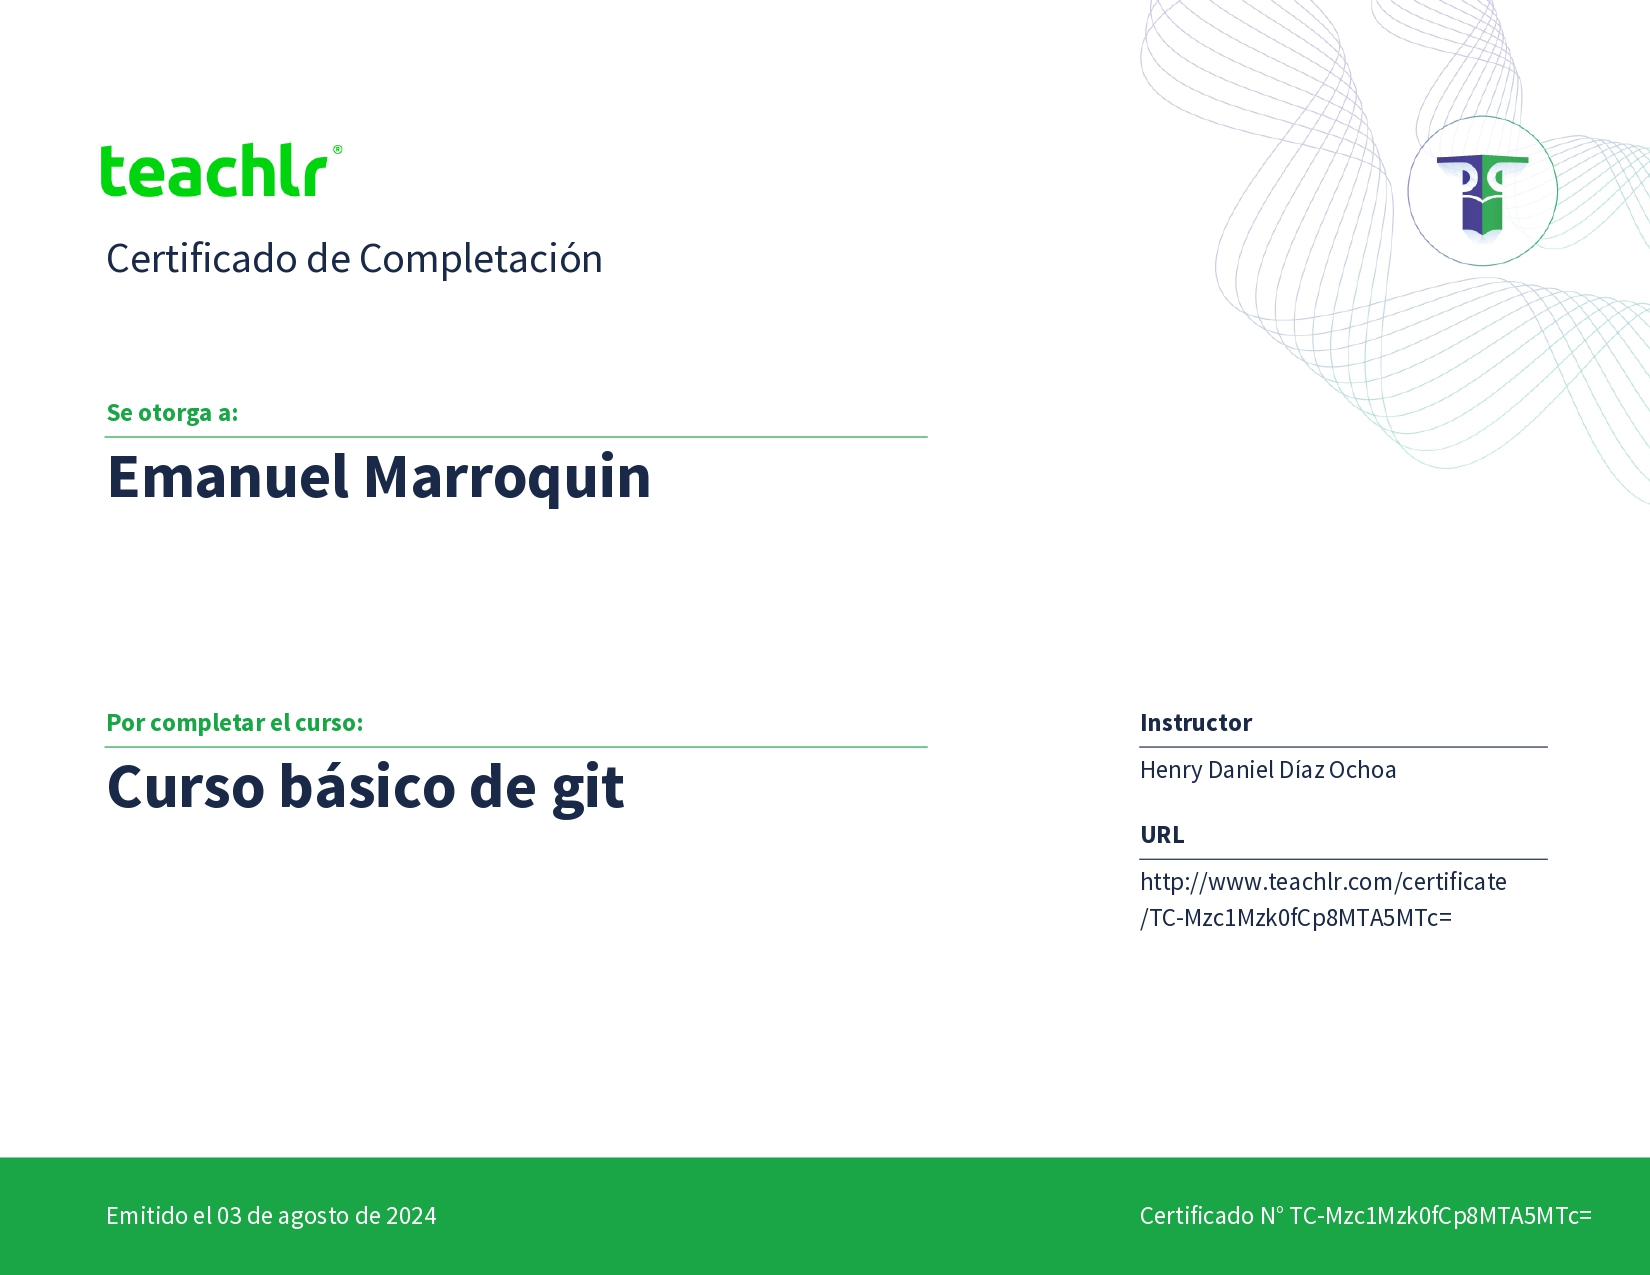 teachlr®
Certificado de Completación
Se otorga a:
Emanuel Marroquin
Por completar el curso:
Curso básico de git
Instructor
Henry Daniel Díaz Ochoa
URL
http://www.teachlr.com/certificate
/TC-Mzc1Mzk0fCp8MTA5MTc=
Emitido el 03 de agosto de 2024
Certificado N° TC-Mzc1Mzk0fCp8MTA5MTc=